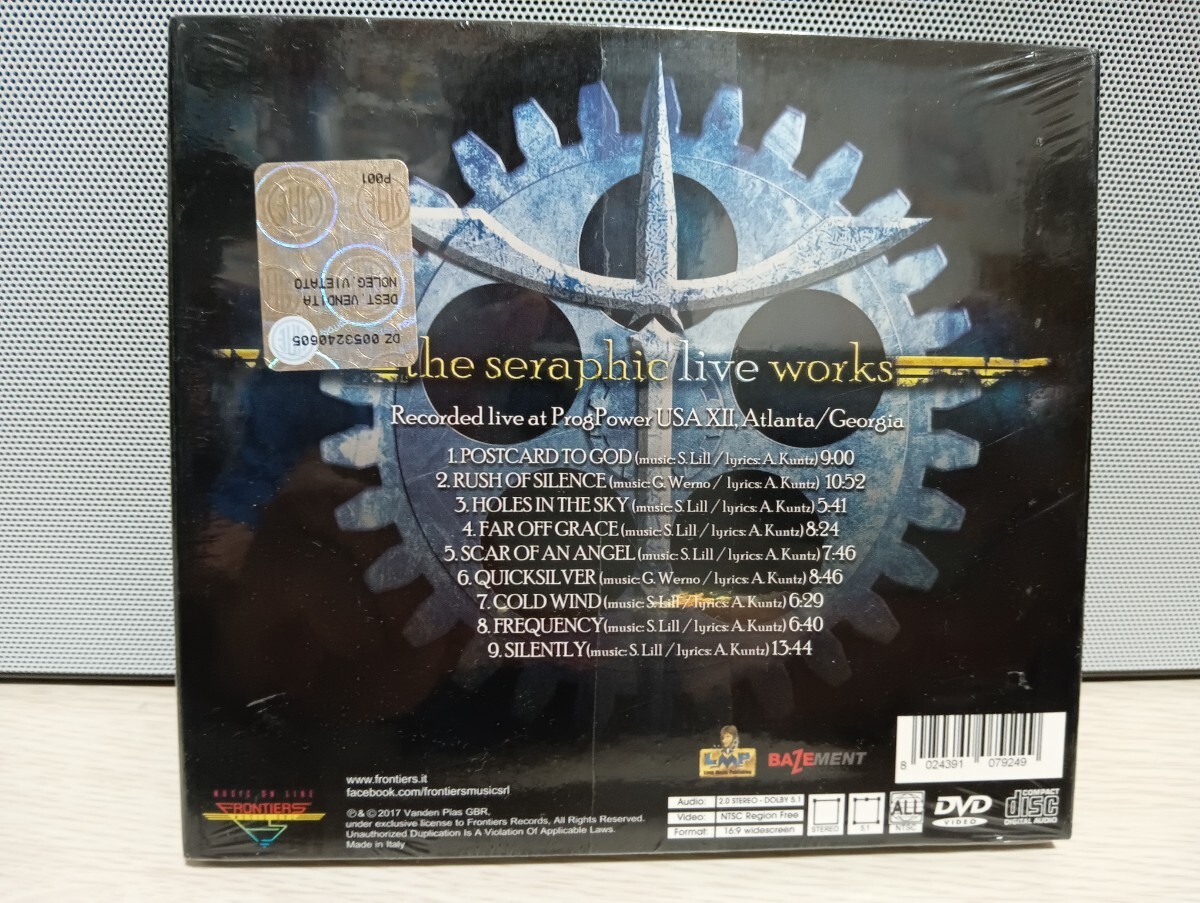 P001
DEST. VENDITA
NOLEG. VIETATO
DZ 0053240605
the seraphic live works
Recorded live at ProgPower USA XII, Atlanta/Georgia
1. POSTCARD TO GOD (music: S. Lill / lyrics: A. Kuntz) 9:00
2. RUSH OF SILENCE (music: G. Werno / lyrics: A. Kuntz) 10:52
3. HOLES IN THE SKY (music: S. Lill / lyrics: A. Kuntz) 5:41
4. FAR OFF GRACE (music: S. Lill / lyrics: A. Kuntz) 8:24
5. SCAR OF AN ANGEL (music: S. Lill / lyrics: A. Kuntz) 7:46
6. QUICKSILVER (music: G. Werno / lyrics: A. Kuntz) 8:46
7. COLD WIND (music: S. Lill / lyrics: A. Kuntz) 6:29
8. FREQUENCY (music: S. Lill / lyrics: A. Kuntz) 6:40
9. SILENTLY (music: S. Lill / lyrics: A. Kuntz) 13:44
LMP
BAZEMENT
8 024391 079249
MUSIC ON LINE
FRONTIERS
www.frontiers.it
facebook.com/frontiersmusicsrl
℗ & © 2017 Vanden Plas GBR,
under exclusive license to Frontiers Records, All Rights Reserved.
Unauthorized Duplication Is A Violation Of Applicable Laws.
Made in Italy
Audio: 2.0 STEREO - DOLBY 5.1
Video: NTSC Region Free
Format: 16:9 widescreen
STEREO
5.1
ALL
NTSC
DVD
VIDEO
COMPACT
disc
DIGITAL AUDIO